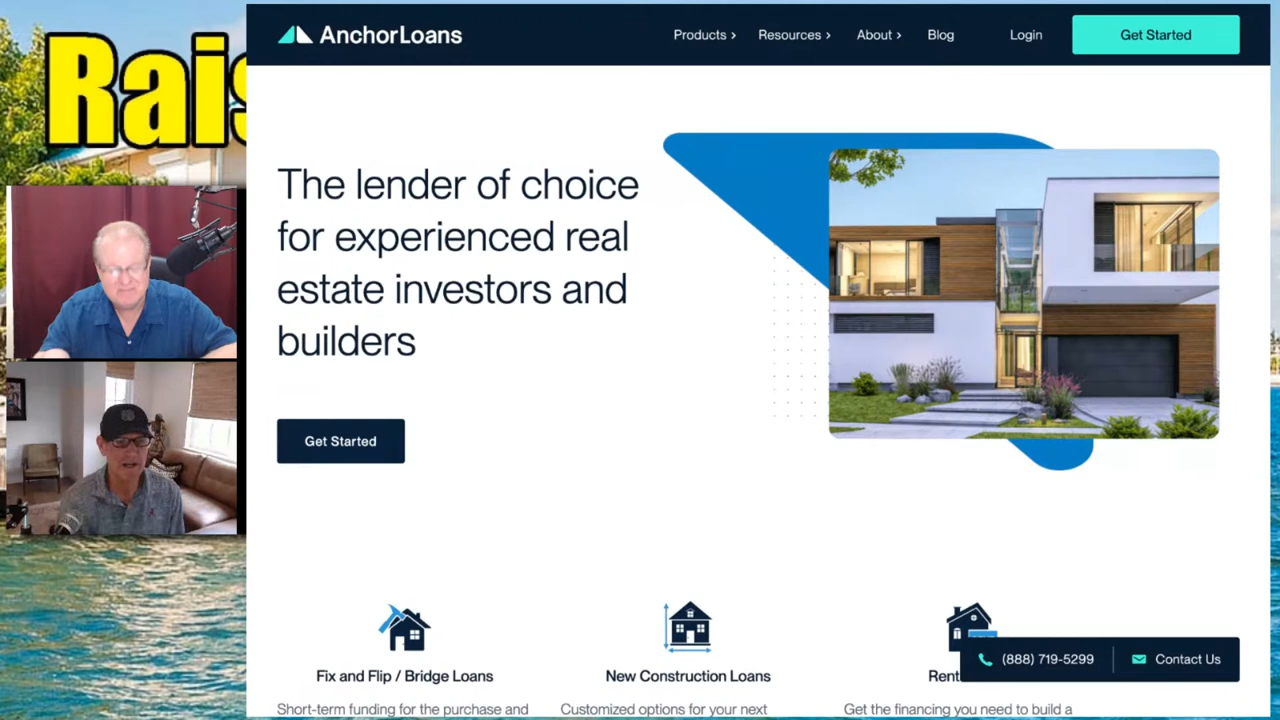 Rais
AnchorLoans
Products
Resources
About
Blog
Login
Get Started
The lender of choice
for experienced real
estate investors and
builders
Get Started
Fix and Flip / Bridge Loans
New Construction Loans
Rent
(888) 719-5299
Contact Us
Short-term funding for the purchase and
Customized options for your next
Get the financing you need to build a